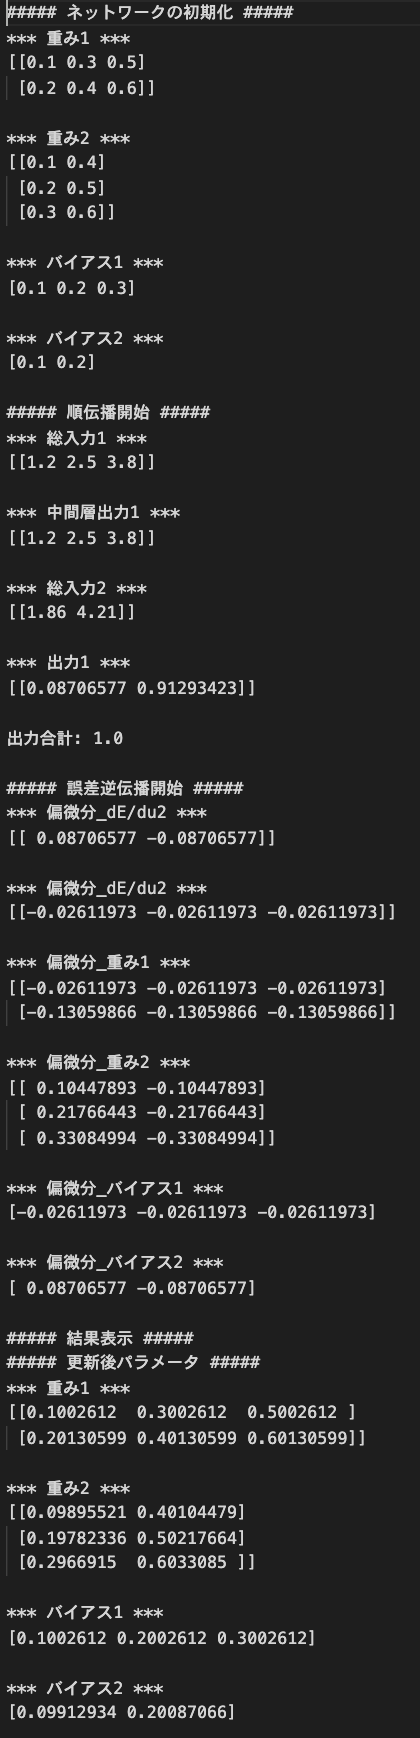 ##### ネットワークの初期化 #####
*** 重み1 ***
[[0.1 0.3 0.5]
 [0.2 0.4 0.6]]

*** 重み2 ***
[[0.1 0.4]
 [0.2 0.5]
 [0.3 0.6]]

*** バイアス1 ***
[0.1 0.2 0.3]

*** バイアス2 ***
[0.1 0.2]

##### 順伝播開始 #####
*** 総入力1 ***
[[1.2 2.5 3.8]]

*** 中間層出力1 ***
[[1.2 2.5 3.8]]

*** 総入力2 ***
[[1.86 4.21]]

*** 出力1 ***
[[0.08706577 0.91293423]]

出力合計: 1.0

##### 誤差逆伝播開始 #####
*** 偏微分_dE/du2 ***
[[ 0.08706577 -0.08706577]]

*** 偏微分_dE/du2 ***
[[-0.02611973 -0.02611973 -0.02611973]]

*** 偏微分_重み1 ***
[[-0.02611973 -0.02611973 -0.02611973]
 [-0.13059866 -0.13059866 -0.13059866]]

*** 偏微分_重み2 ***
[[ 0.10447893 -0.10447893]
 [ 0.21766443 -0.21766443]
 [ 0.33084994 -0.33084994]]

*** 偏微分_バイアス1 ***
[-0.02611973 -0.02611973 -0.02611973]

*** 偏微分_バイアス2 ***
[ 0.08706577 -0.08706577]

##### 結果表示 #####
##### 更新後パラメータ #####
*** 重み1 ***
[[0.1002612  0.3002612  0.5002612 ]
 [0.20130599 0.40130599 0.60130599]]

*** 重み2 ***
[[0.09895521 0.40104479]
 [0.19782336 0.50217664]
 [0.2966915  0.6033085 ]]

*** バイアス1 ***
[0.1002612 0.2002612 0.3002612]

*** バイアス2 ***
[0.09912934 0.20087066]